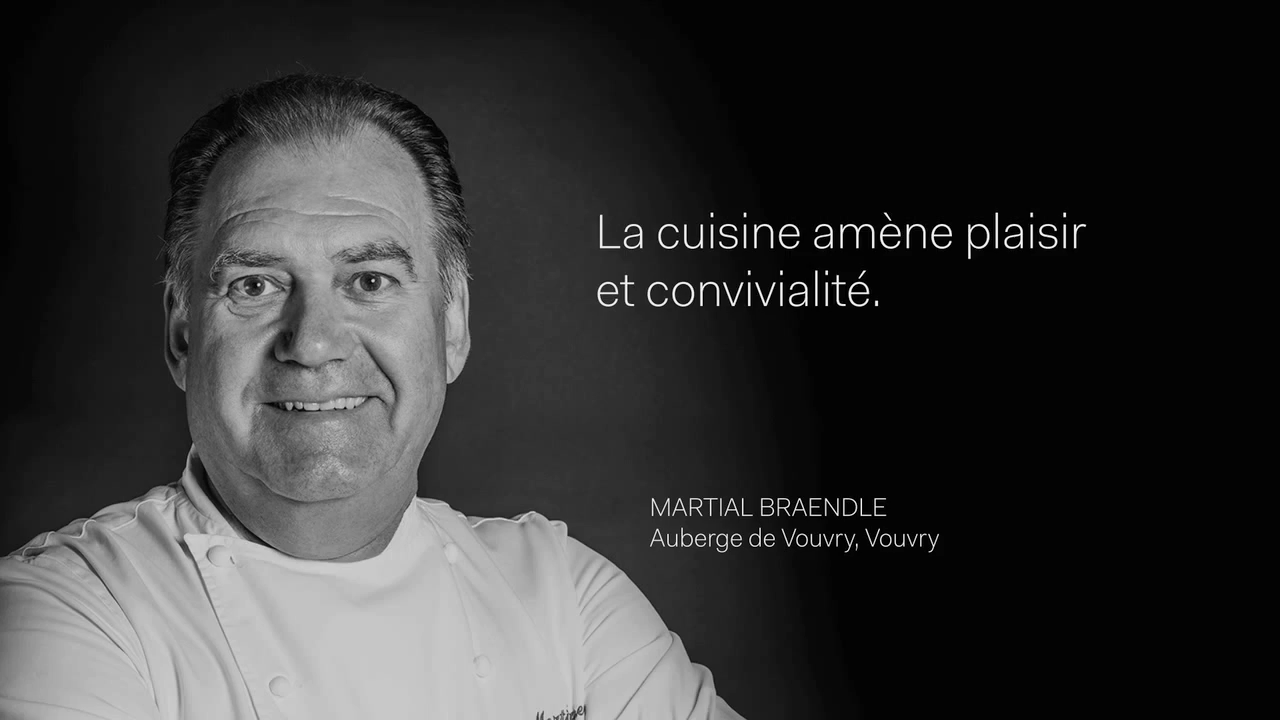 La cuisine amène plaisir
et convivialité.
MARTIAL BRAENDLE
Auberge de Vouvry, Vouvry